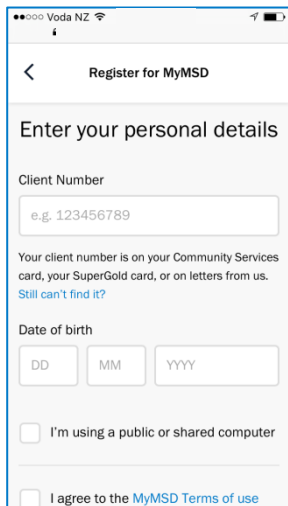 Voda NZ
Register for MyMSD
Enter your personal details
Client Number
e.g. 123456789
Your client number is on your Community Services
card, your SuperGold card, or on letters from us.
Still can't find it?
Date of birth
DD MM YYYY
I'm using a public or shared computer
I agree to the MyMSD Terms of use